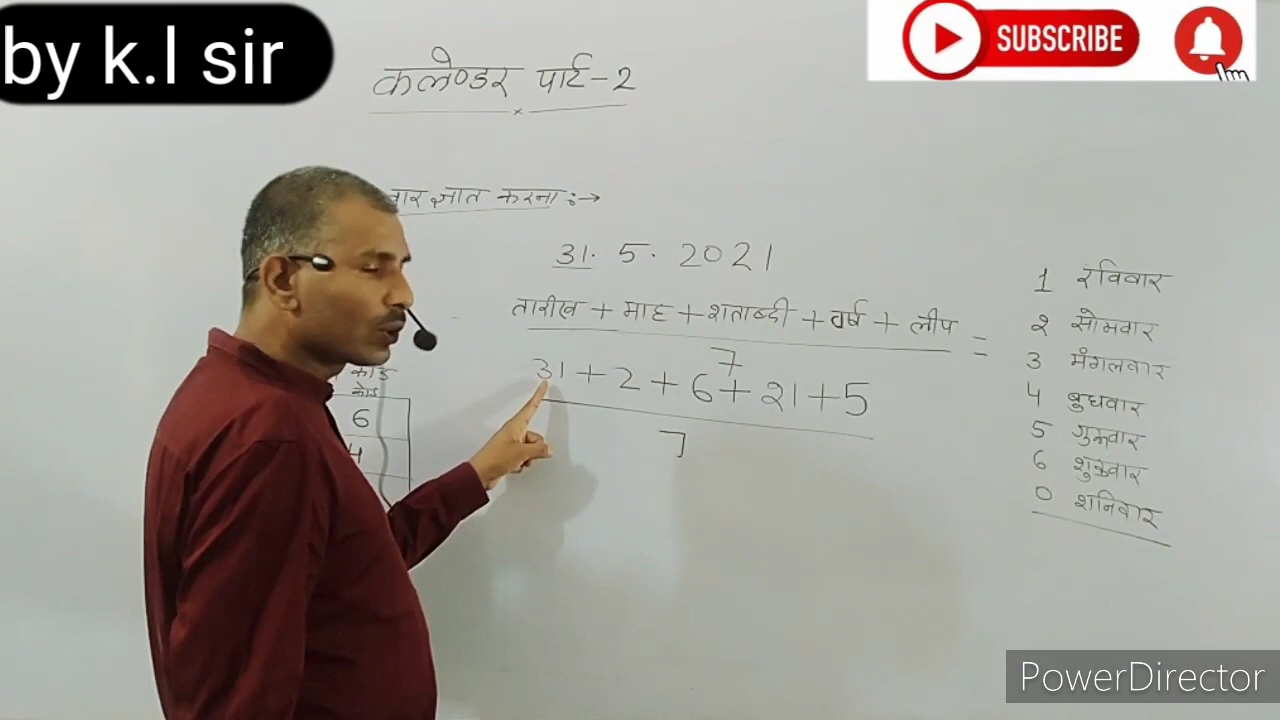 by k.l sir
SUBSCRIBE
कलेण्डर पार्ट-2
वार ज्ञात करना :→
31. 5. 2021
तारीख + माह + शताब्दी + वर्ष + लीप =
7
31 + 2 + 6 + 21 + 5
7
कोड
6
4
1 रविवार
2 सोमवार
3 मंगलवार
4 बुधवार
5 गुरूवार
6 शुक्रवार
0 शनिवार
PowerDirector